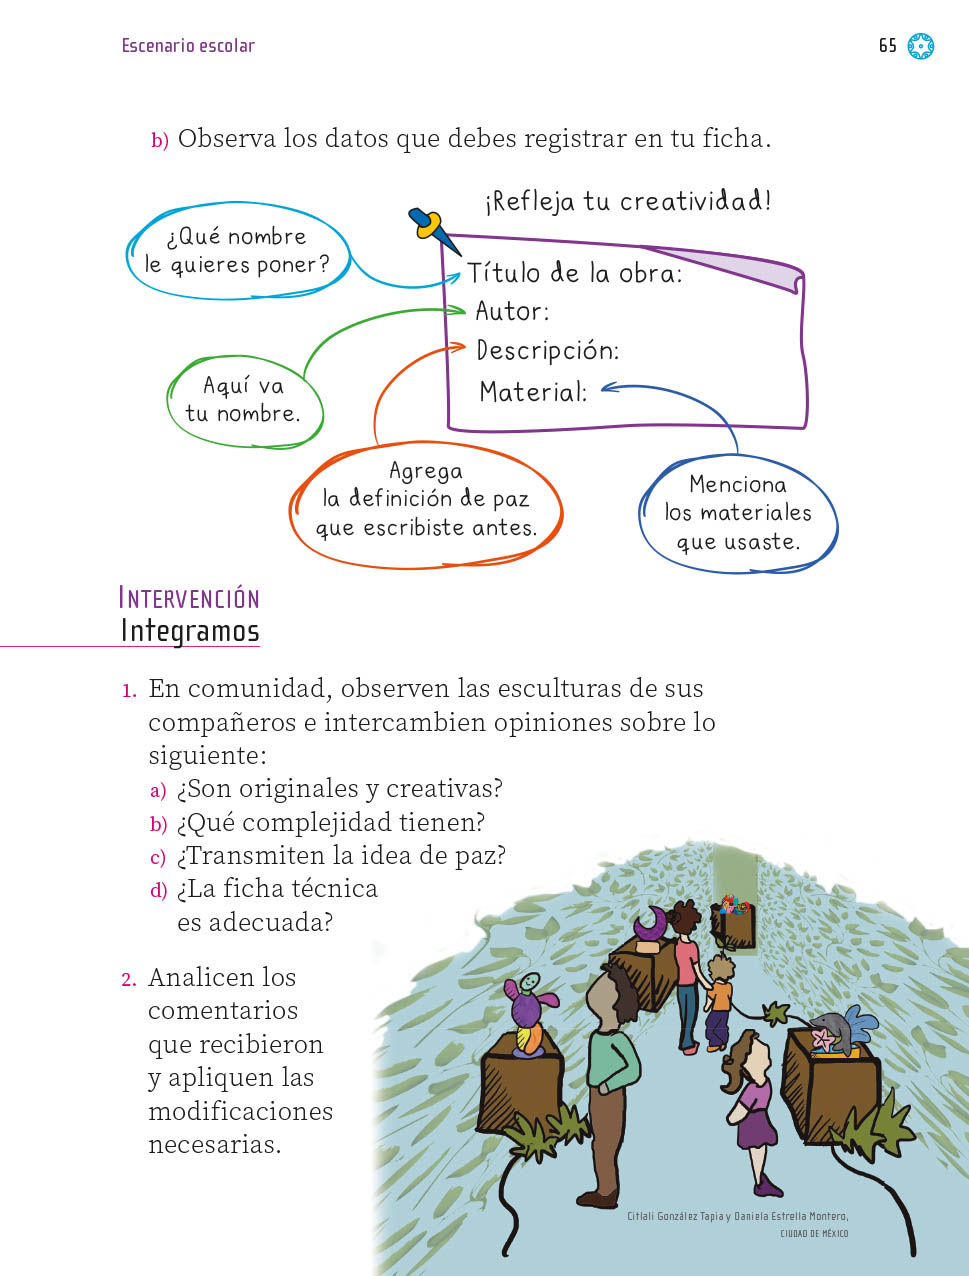 Escenario escolar
65
b) Observa los datos que debes registrar en tu ficha.
¡Refleja tu creatividad!
¿Qué nombre
le quieres poner?
Título de la obra:
Autor:
Descripción:
Material:
Aquí va
tu nombre.
Agrega
la definición de paz
que escribiste antes.
Menciona
los materiales
que usaste.
INTERVENCIÓN
Integramos
1. En comunidad, observen las esculturas de sus
compañeros e intercambien opiniones sobre lo
siguiente:
a) ¿Son originales y creativas?
b) ¿Qué complejidad tienen?
c) ¿Transmiten la idea de paz?
d) ¿La ficha técnica
es adecuada?
2. Analicen los
comentarios
que recibieron
y apliquen las
modificaciones
necesarias.
Citlali González Tapia y Daniela Estrella Montero,
CIUDAD DE MÉXICO